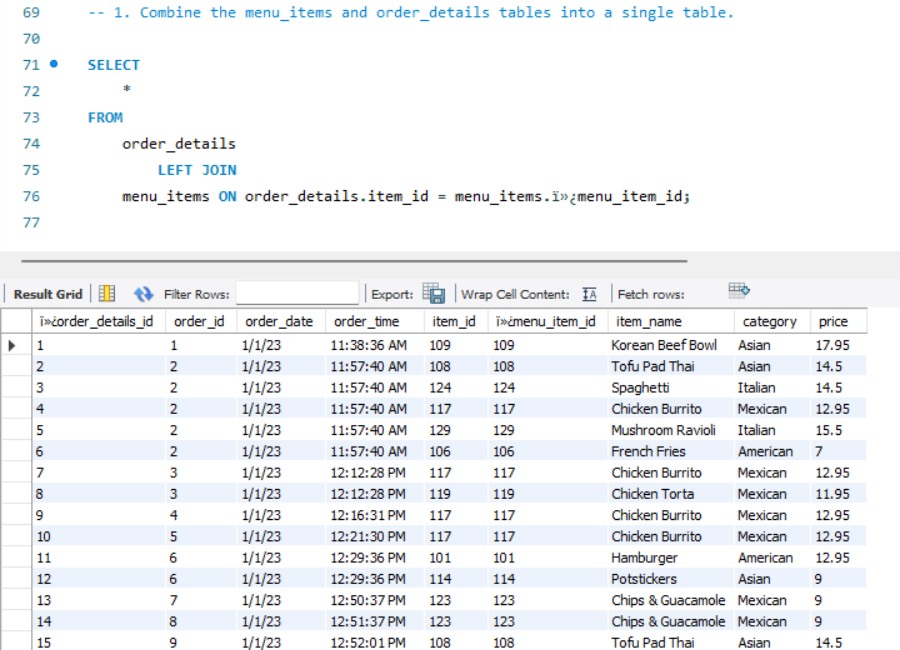 69 -- 1. Combine the menu_items and order_details tables into a single table.
70
71 SELECT
72 *
73 FROM
74 order_details
75 LEFT JOIN
76 menu_items ON order_details.item_id = menu_items.ï»¿menu_item_id;
77
Result Grid Filter Rows: Export: Wrap Cell Content: IA Fetch rows:
ï»¿order_details_id order_id order_date order_time item_id ï»¿menu_item_id item_name category price
1 1 1/1/23 11:38:36 AM 109 109 Korean Beef Bowl Asian 17.95
2 2 1/1/23 11:57:40 AM 108 108 Tofu Pad Thai Asian 14.5
3 2 1/1/23 11:57:40 AM 124 124 Spaghetti Italian 14.5
4 2 1/1/23 11:57:40 AM 117 117 Chicken Burrito Mexican 12.95
5 2 1/1/23 11:57:40 AM 129 129 Mushroom Ravioli Italian 15.5
6 2 1/1/23 11:57:40 AM 106 106 French Fries American 7
7 3 1/1/23 12:12:28 PM 117 117 Chicken Burrito Mexican 12.95
8 3 1/1/23 12:12:28 PM 119 119 Chicken Torta Mexican 11.95
9 4 1/1/23 12:16:31 PM 117 117 Chicken Burrito Mexican 12.95
10 5 1/1/23 12:21:30 PM 117 117 Chicken Burrito Mexican 12.95
11 6 1/1/23 12:29:36 PM 101 101 Hamburger American 12.95
12 6 1/1/23 12:29:36 PM 114 114 Potstickers Asian 9
13 7 1/1/23 12:50:37 PM 123 123 Chips & Guacamole Mexican 9
14 8 1/1/23 12:51:37 PM 123 123 Chips & Guacamole Mexican 9
15 9 1/1/23 12:52:01 PM 108 108 Tofu Pad Thai Asian 14.5